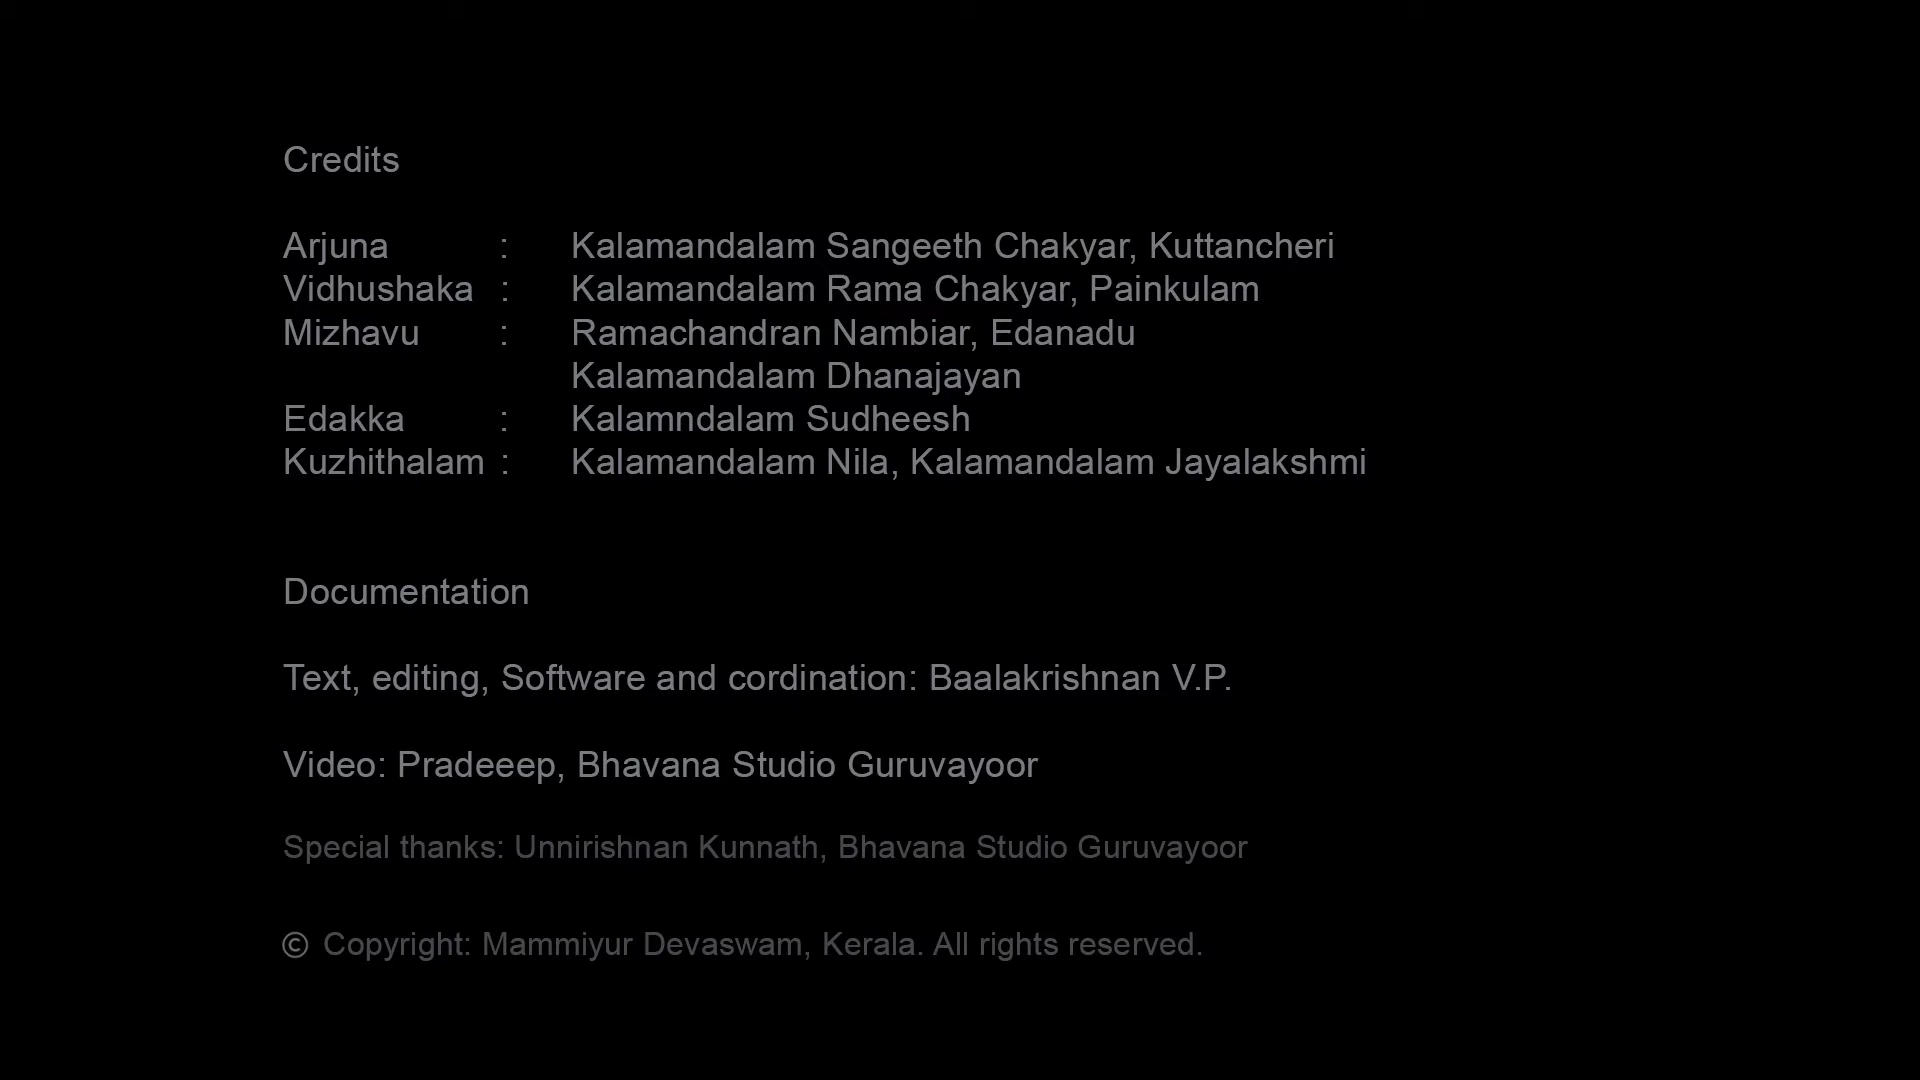 Credits
Arjuna : Kalamandalam Sangeeth Chakyar, Kuttancheri
Vidhushaka : Kalamandalam Rama Chakyar, Painkulam
Mizhavu : Ramachandran Nambiar, Edanadu
Kalamandalam Dhanajayan
Edakka : Kalamndalam Sudheesh
Kuzhithalam : Kalamandalam Nila, Kalamandalam Jayalakshmi
Documentation
Text, editing, Software and cordination: Baalakrishnan V.P.
Video: Pradeeep, Bhavana Studio Guruvayoor
Special thanks: Unnirishnan Kunnath, Bhavana Studio Guruvayoor
© Copyright: Mammiyur Devaswam, Kerala. All rights reserved.